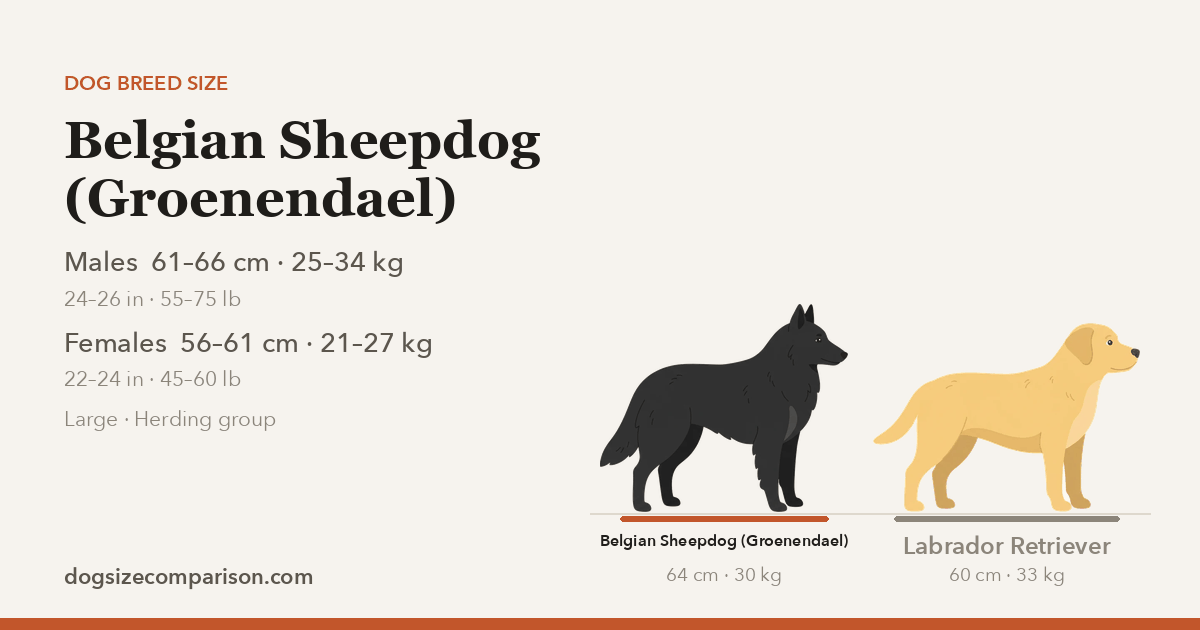 DOG BREED SIZE
Belgian Sheepdog
(Groenendael)
Males 61–66 cm · 25–34 kg
24–26 in · 55–75 lb
Females 56–61 cm · 21–27 kg
22–24 in · 45–60 lb
Large · Herding group
Belgian Sheepdog (Groenendael)
64 cm · 30 kg
Labrador Retriever
60 cm · 33 kg
dogsizecomparison.com